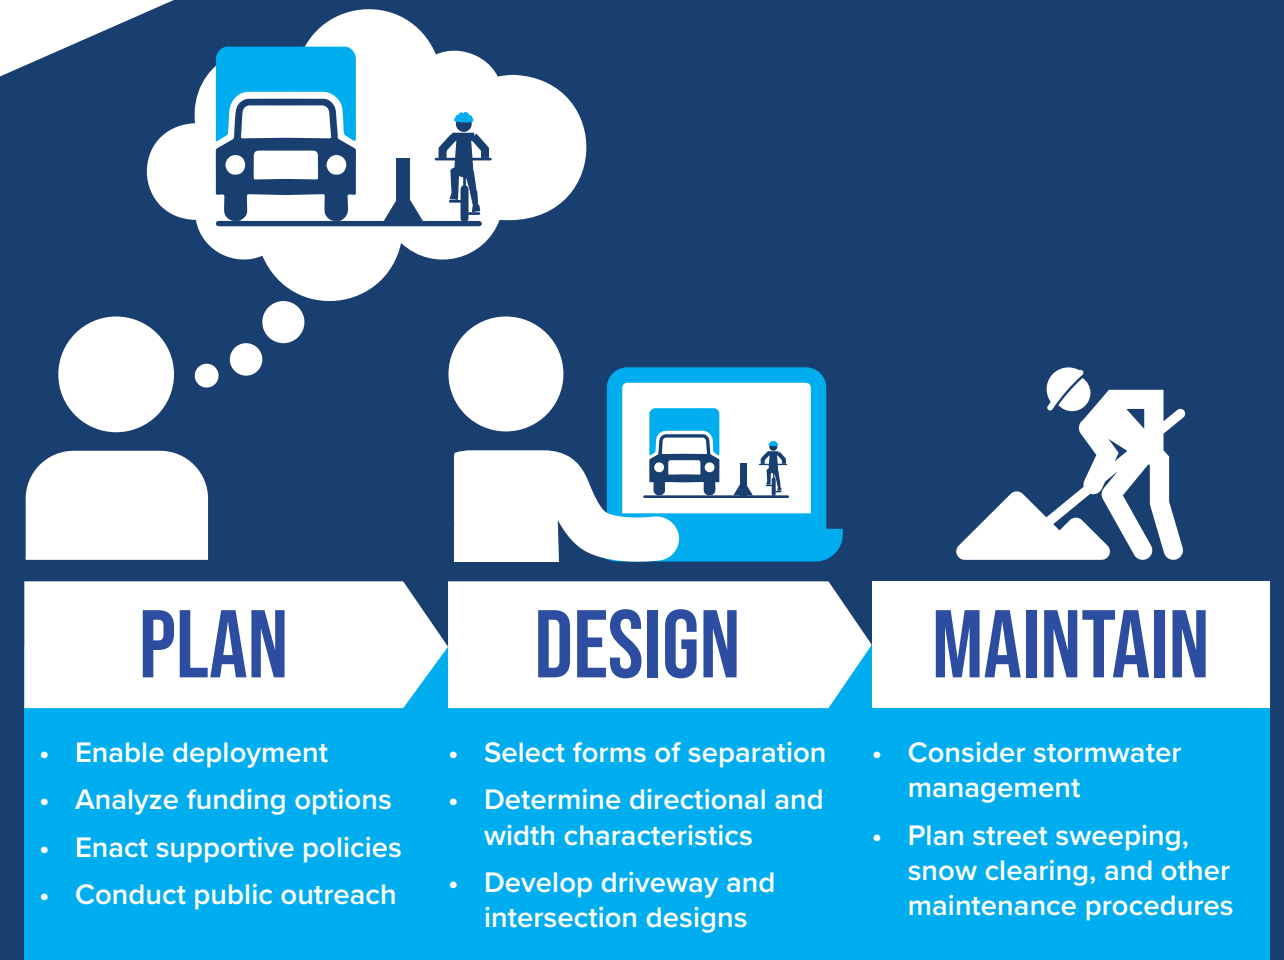 PLAN
• Enable deployment
• Analyze funding options
• Enact supportive policies
• Conduct public outreach
DESIGN
• Select forms of separation
• Determine directional and
width characteristics
• Develop driveway and
intersection designs
MAINTAIN
• Consider stormwater
management
• Plan street sweeping,
snow clearing, and other
maintenance procedures